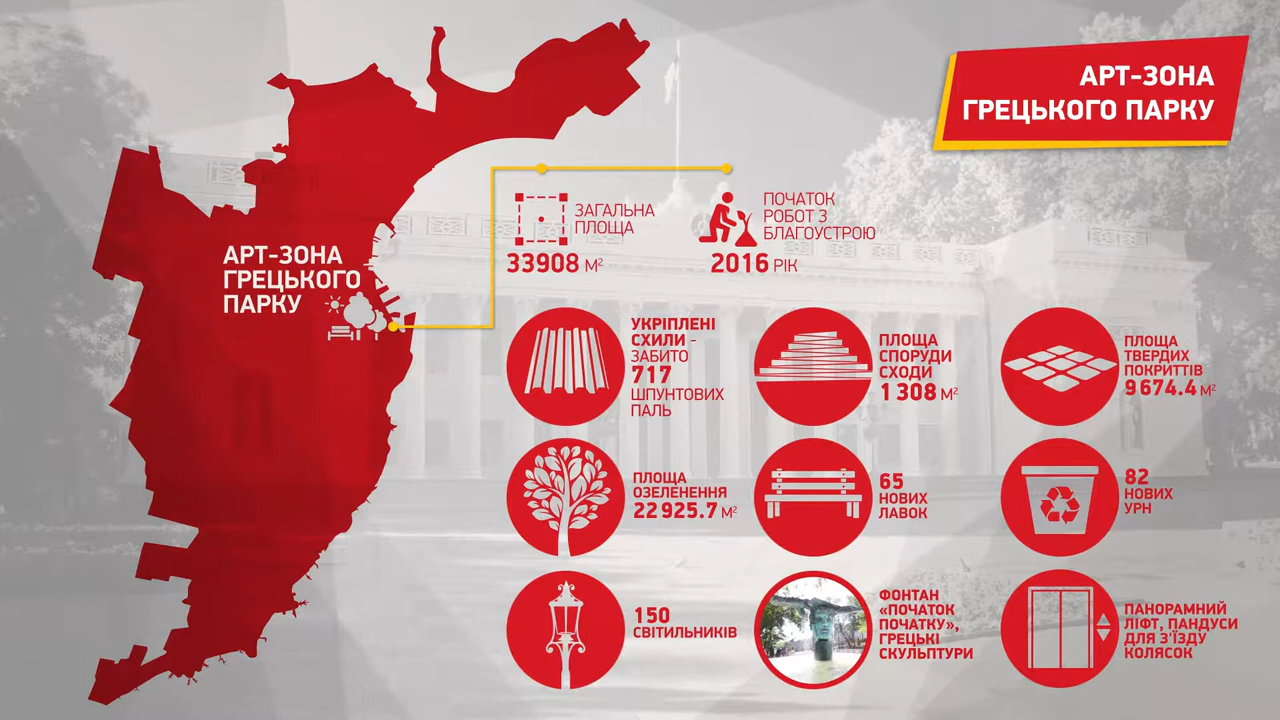 АРТ-ЗОНА
ГРЕЦЬКОГО ПАРКУ
АРТ-ЗОНА
ГРЕЦЬКОГО
ПАРКУ
ЗАГАЛЬНА
ПЛОЩА
33908 М²
ПОЧАТОК
РОБОТ З
БЛАГОУСТРОЮ
2016 РІК
УКРІПЛЕНІ
СХИЛИ -
ЗАБИТО
717
ШПУНТОВИХ
ПАЛЬ
ПЛОЩА
СПОРУДИ
СХОДИ
1 308 М²
ПЛОЩА
ТВЕРДИХ
ПОКРИТТІВ
9 674.4 М²
ПЛОЩА
ОЗЕЛЕНЕННЯ
22 925.7 М²
65
НОВИХ
ЛАВОК
82
НОВИХ
УРН
150
СВІТИЛЬНИКІВ
ФОНТАН
«ПОЧАТОК
ПОЧАТКУ»,
ГРЕЦЬКІ
СКУЛЬПТУРИ
ПАНОРАМНИЙ
ЛІФТ, ПАНДУСИ
ДЛЯ З'ЇЗДУ
КОЛЯСОК